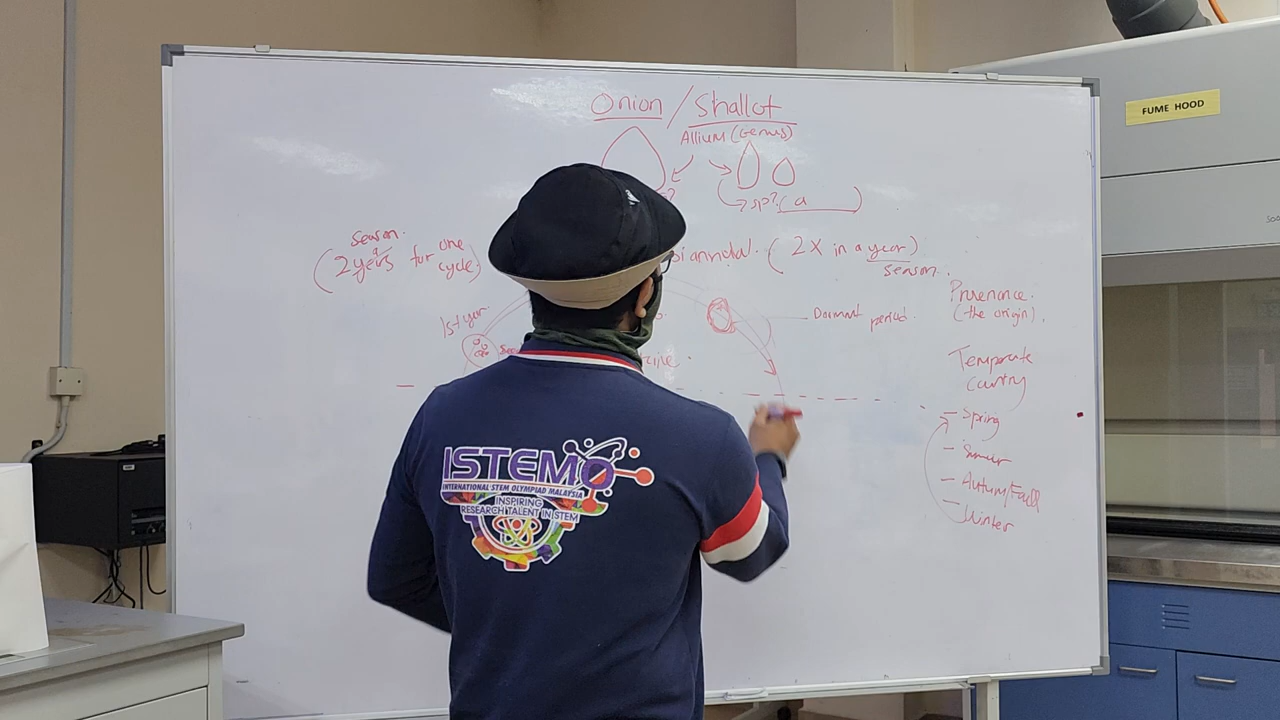 Onion / Shallot
Allium (Genus)
sp? ( a )
season.
( 2 years for one cycle )
biannual. ( 2X in a year )
season.
1st year
Dormant period.
(the origin).
Temperate
country
- Spring
- Summer
- Autumn/Fall
- Winter
FUME HOOD
ISTEMO
INTERNATIONAL STEM OLYMPIAD MALAYSIA
INSPIRING
RESEARCH TALENT IN STEM